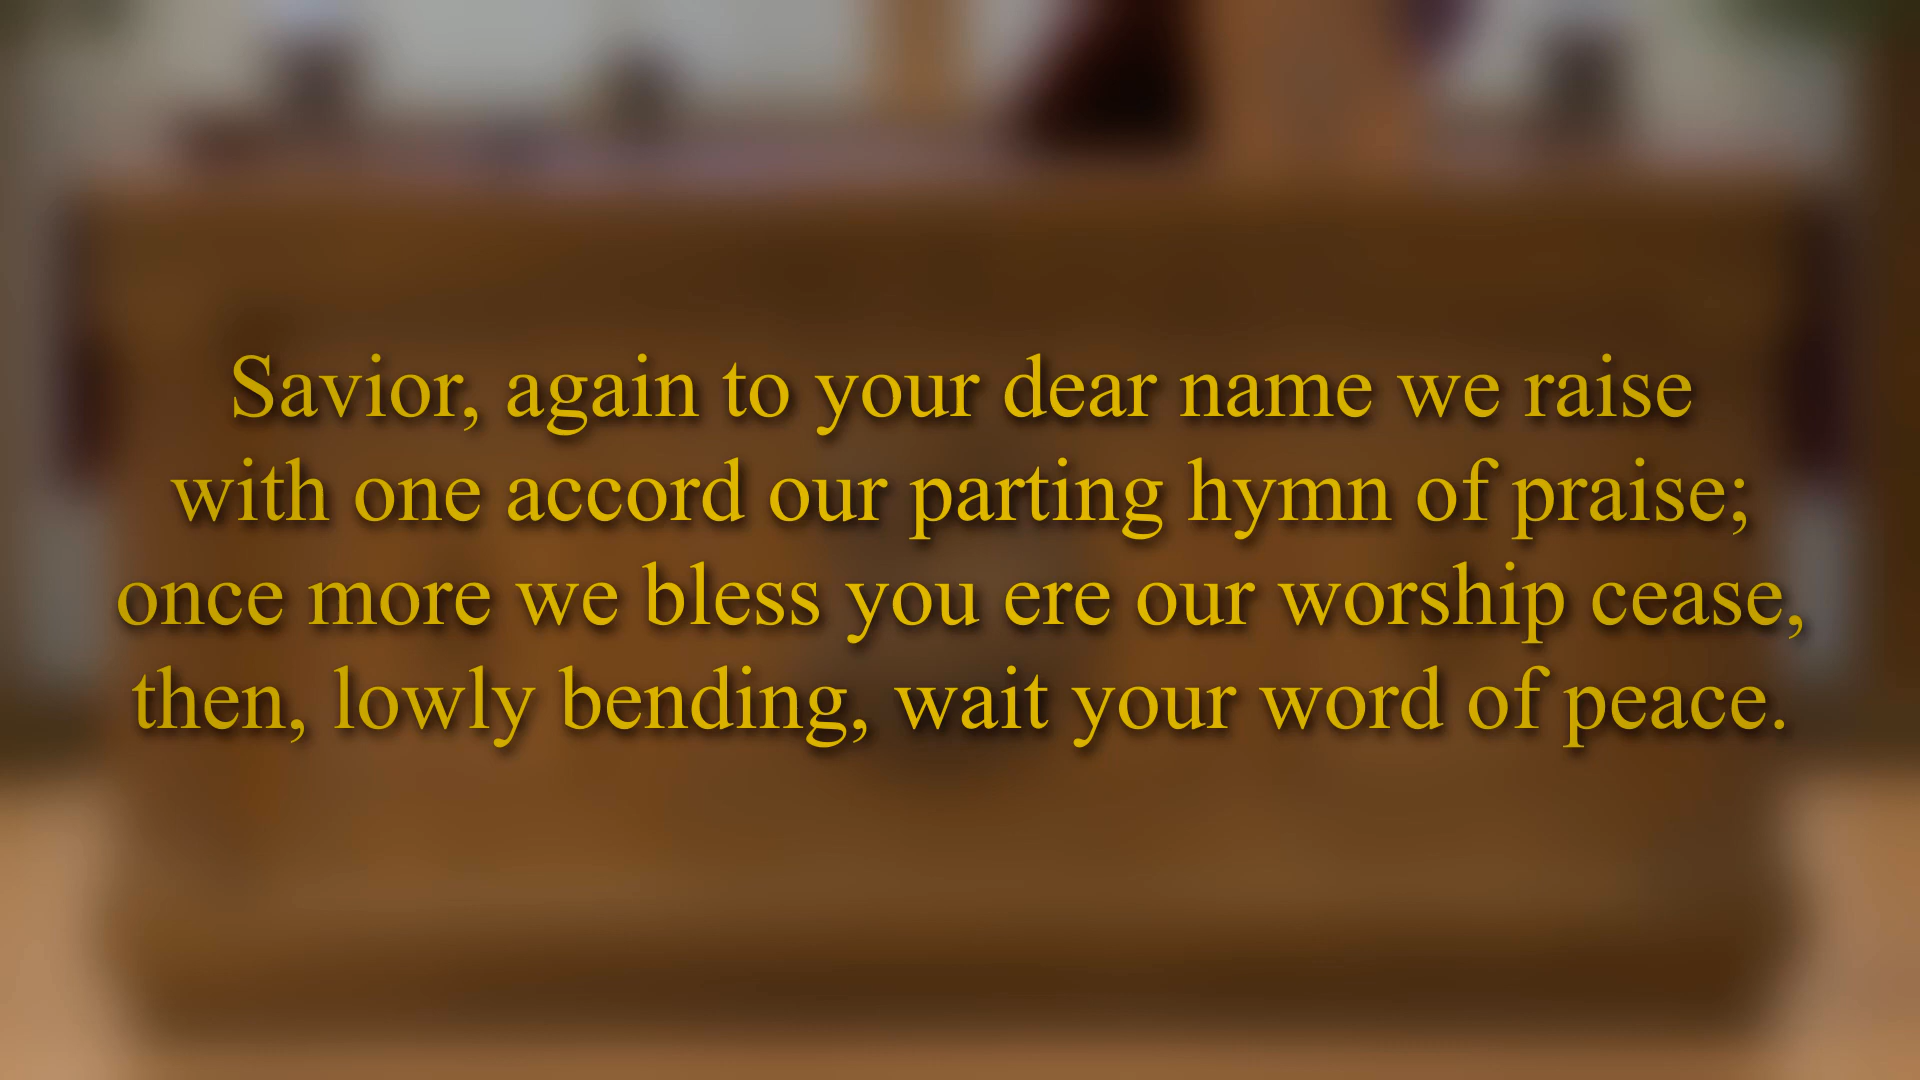 Savior, again to your dear name we raise
with one accord our parting hymn of praise;
once more we bless you ere our worship cease,
then, lowly bending, wait your word of peace.